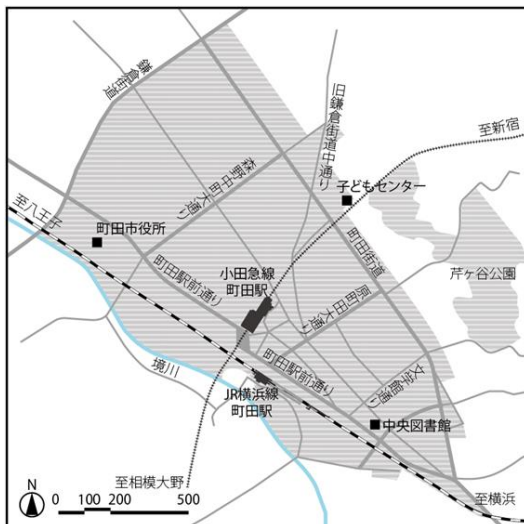 鎌倉街道
旧鎌倉街道中通り
至新宿
森野中町大通り
子どもセンター
至八王子
町田市役所
町田街道
芹ヶ谷公園
小田急線
町田駅
町田駅前通り
原町田大通り
町田駅前通り
文学館通り
境川
JR横浜線
町田駅
中央図書館
至相模大野
至横浜
N
0 100 200 500